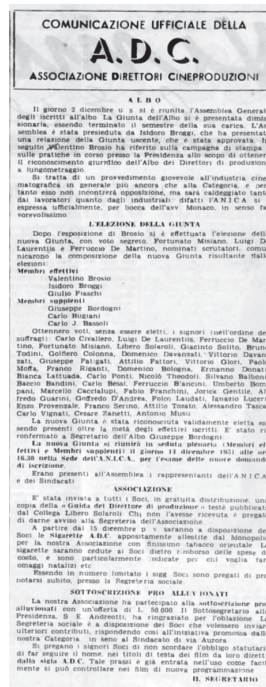 COMUNICAZIONE UFFICIALE DELLA
A.D.C.
ASSOCIAZIONE DIRETTORI CINEPRODUZIONI
ALBO
Il giorno 2 dicembre u s si è riunita l'Assemblea Generale
degli iscritti all'Albo La Giunta dell'Albo si è presentata dimis
sionaria, essendo terminato il semestre della sua carica. L'As
semblea è stata presieduta da Isidoro Broggi, che ha presentato
una relazione della Giunta uscente, che è stata approvata. In
seguito Valentino Brosio ha riferito sulla campagna di stampa e
sulle pratiche in corso presso la Presidenza allo scopo di ottenere
il riconoscimento giuridico dell'Albo dei Direttori di produzione
a lungometraggio.
Si tratta di un provvedimento giovevole all'industria cine
matografica in generale più ancora che alla Categoria, e per
tanto esso non incontrerà opposizione, ma sarà caldeggiato tanto
dai lavoratori quanto dagli industriali: difatti l'A.N.I.C.A. si è
espressa ufficialmente, per bocca dell'avv Monaco, in senso fa
vorevolissimo.
L'ELEZIONE DELLA GIUNTA
Dopo l'esposizione di Brosio si è effettuata l'elezione della
nuova Giunta, con voto segreto. Fortunato Misiano, Luigi De
Laurentiis e Ferruccio De Martino, nominati scrutatori, comu
nicarono la composizione della nuova Giunta risultante dalle
elezioni:
Membri effettivi
Valentino Brosio
Isidoro Broggi
Giulio Fiaschi
Membri supplenti
Giuseppe Bordogni
Carlo Bugiani
Carlo J. Bassoli
Ottennero voti, senza essere eletti, i signori (nell'ordine dei
suffragi): Carlo Civallero, Luigi De Laurentiis, Ferruccio De Mar
tino, Fortunato Misiano, Libero Solaroli, Giacinto Solito, Bruno
Todini, Golfiero Colonna, Domenico Davanzati, Vittorio Davan
zati, Giuseppe Fatigati, Attilio Fattori, Vittorio Glori, Paolo
Moffa, Franco Riganti, Domenico Bologna, Ermanno Donati,
Bianca Lattuada, Carlo Ponti, Nicolò Theodoli, Silvano Balboni,
Baccio Bandini, Carlo Besei, Ferruccio Biancini, Umberto Bom
pani, Marcello Caccialupi, Fabio Franchini, Jorick Gentile, Al
fredo Guarini, Goffredo D'Andrea, Folco Laudati, Ignazio Luceri,
Enzo Provenzale, Franco Serino, Attilio Tosato, Alessandro Tasca,
Carlo Vignati, Cesare Zanetti, Antonio Musu
La nuova Giunta è stata riconosciuta validamente eletta es
sendo presenti oltre la metà degli effettivi iscritti. E' stato ri
confermato a Segretario dell'Albo Giuseppe Bordogni.
La nuova Giunta si riunirà in seduta plenaria (Membri ef
fettivi e Membri supplenti) il giorno 14 dicembre 1951 alle ore
16,30 nella Sede dell'A.N.I.C.A. per l'esame delle nuove domande
di iscrizione.
Erano presenti all'Assemblea i rappresentanti dell'A.N.I.C.A.
e dei Sindacati
ASSOCIAZIONE
E' stata inviata a tutti i Soci, in gratuita distribuzione, una
copia della « Guida del Direttore di produzione » testè pubblicata
dal Collega Libero Solaroli Chi non l'avesse ricevuta è pregato
di darne avviso alla Segreteria dell'Associazione.
A partire dal 15 dicembre p v saranno a disposizione dei
Soci le Sigarette A.D.C. appositamente allestite dal Monopolio
per la nostra Associazione con finissimo tabacco orientale Le
sigarette saranno cedute ai Soci dietro rimborso delle spese di
costo, e sono particolarmente indicate per chi voglia far
omaggi natalizi etc
Essendo in numero limitato i sigg Soci sono pregati di pre
notarsi subito, presso la Segreteria sociale.
SOTTOSCRIZIONE PRO ALLUVIONATI
La nostra Associazione ha partecipato alla sottoscrizione pro
alluvionati con un'offerta di L. 50.000 Il Sottosegretario alla
Presidenza, S E Andreotti, ha ringraziato per l'oblazione La
Segreteria sociale è a disposizione dei Soci che volessero inviare
ulteriori contributi, rispondendo così all'iniziativa promossa dalla
nostra Categoria in seno al Sindacato di via Aurora
Si pregano i signori Soci di non scordare l'obbligo statutario
di far seguire il nome, nei titoli di testa dei film da loro diretti
dalla sigla A.D.C. Tale prassi è già entrata nell'uso come facil
mente si può controllare nei film di nuova programmazione
IL SEGRETARIO